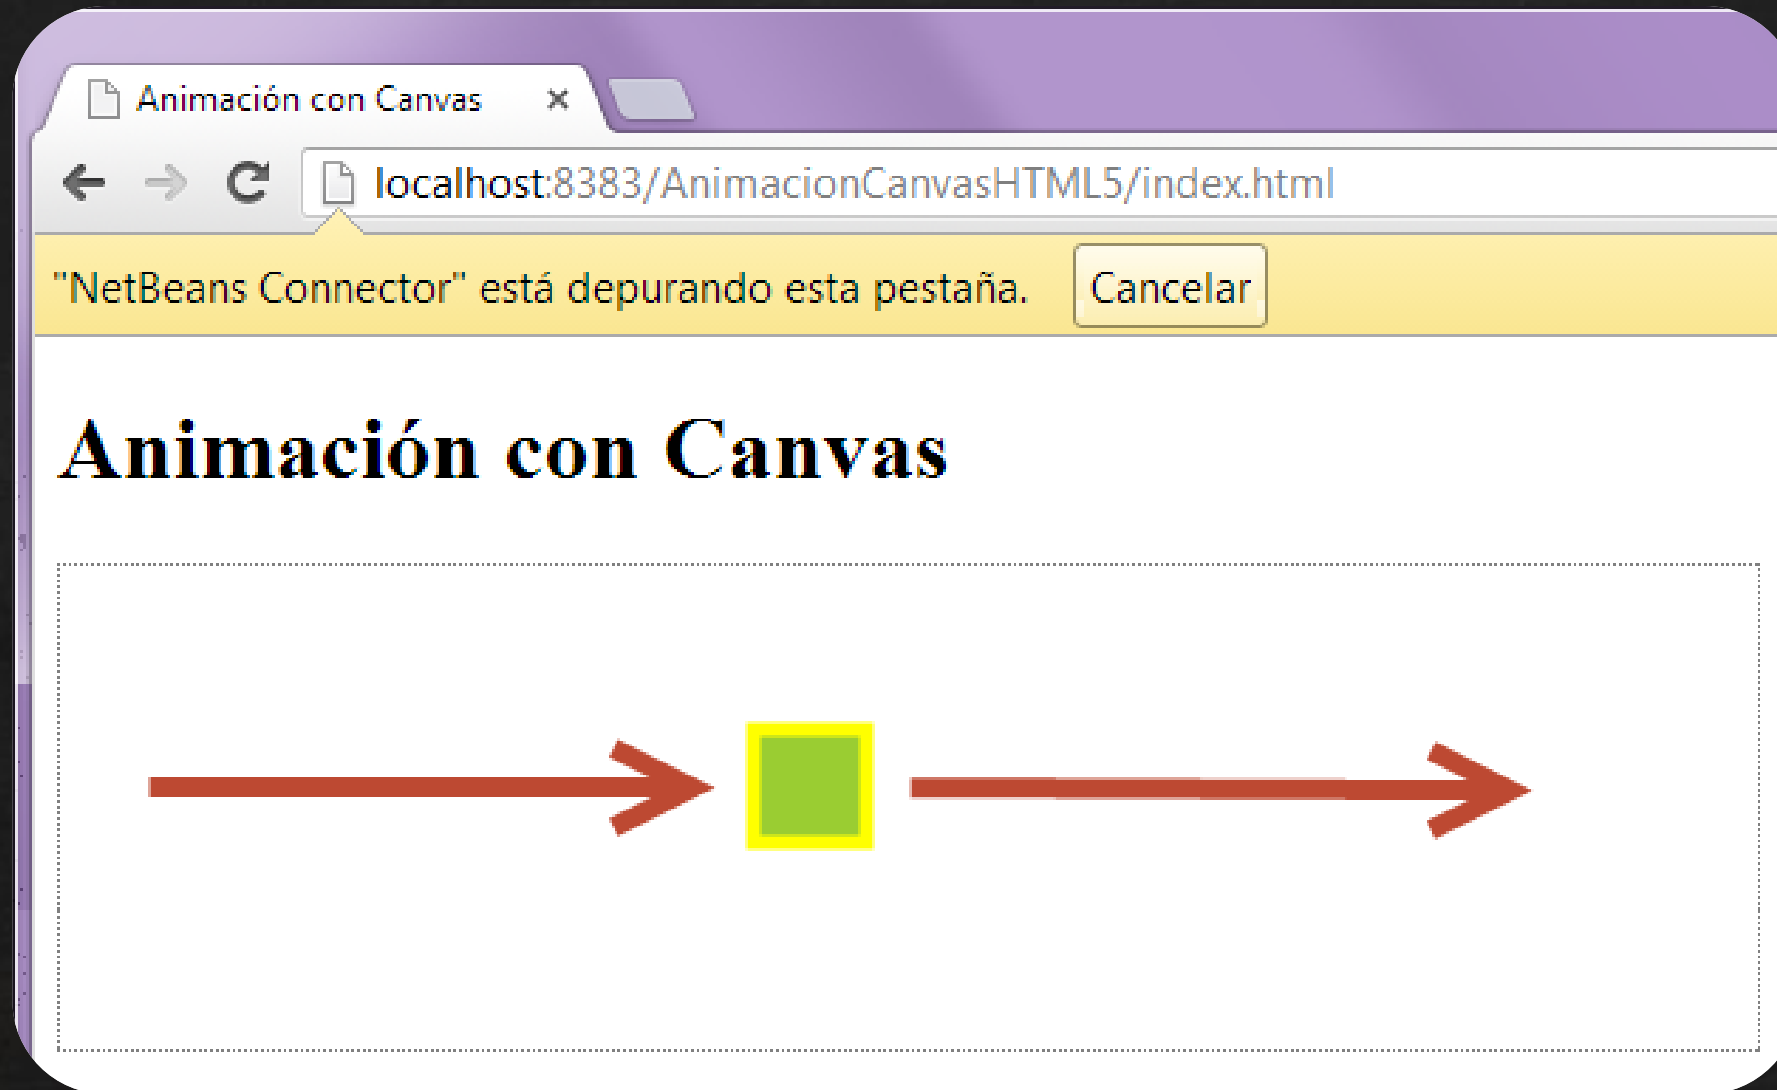 Animación con Canvas
localhost:8383/AnimacionCanvasHTML5/index.html
"NetBeans Connector" está depurando esta pestaña. Cancelar
Animación con Canvas